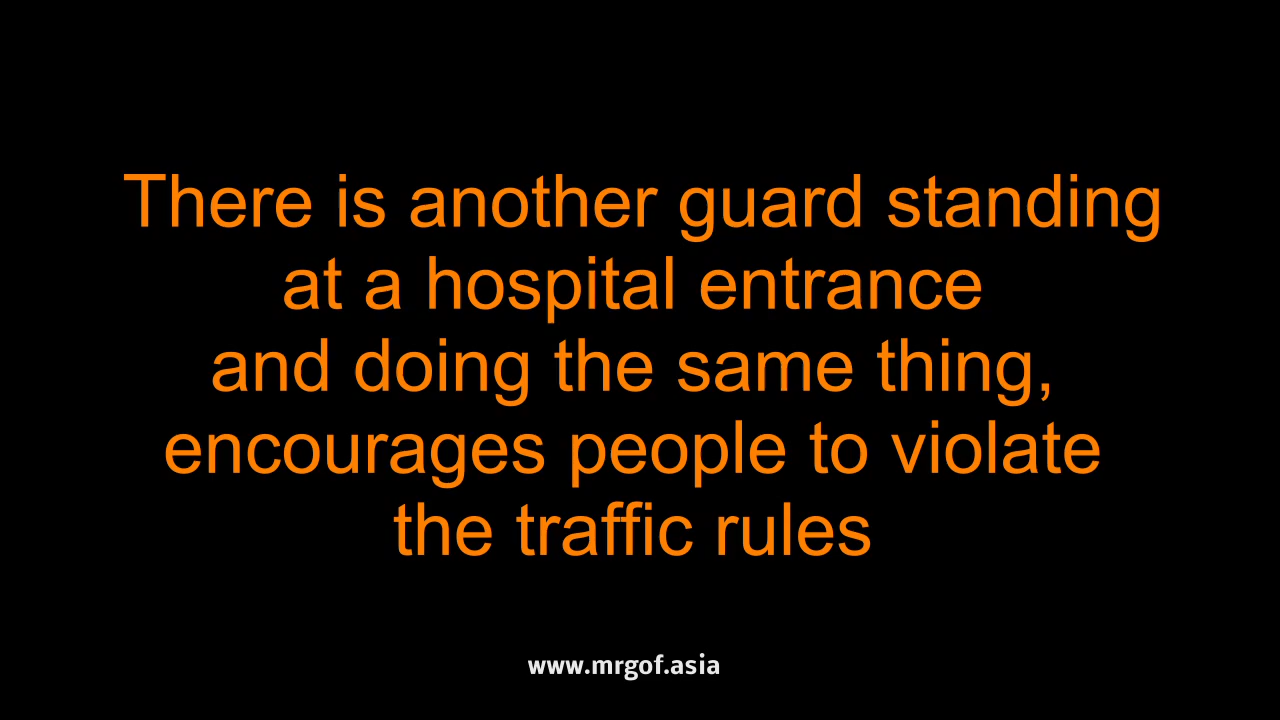 There is another guard standing
at a hospital entrance
and doing the same thing,
encourages people to violate
the traffic rules
www.mrgof.asia